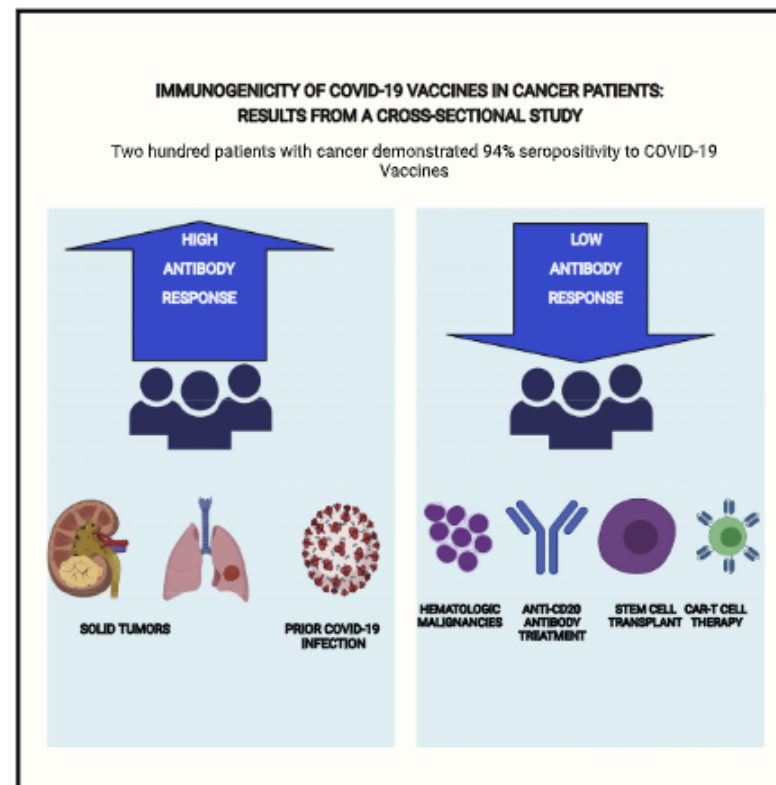 IMMUNOGENICITY OF COVID-19 VACCINES IN CANCER PATIENTS:
RESULTS FROM A CROSS-SECTIONAL STUDY
Two hundred patients with cancer demonstrated 94% seropositivity to COVID-19
Vaccines
HIGH
ANTIBODY
RESPONSE
SOLID TUMORS
PRIOR COVID-19
INFECTION
LOW
ANTIBODY
RESPONSE
HEMATOLOGIC
MALIGNANCIES
ANTI-CD20
ANTIBODY
TREATMENT
STEM CELL
TRANSPLANT
CAR-T CELL
THERAPY